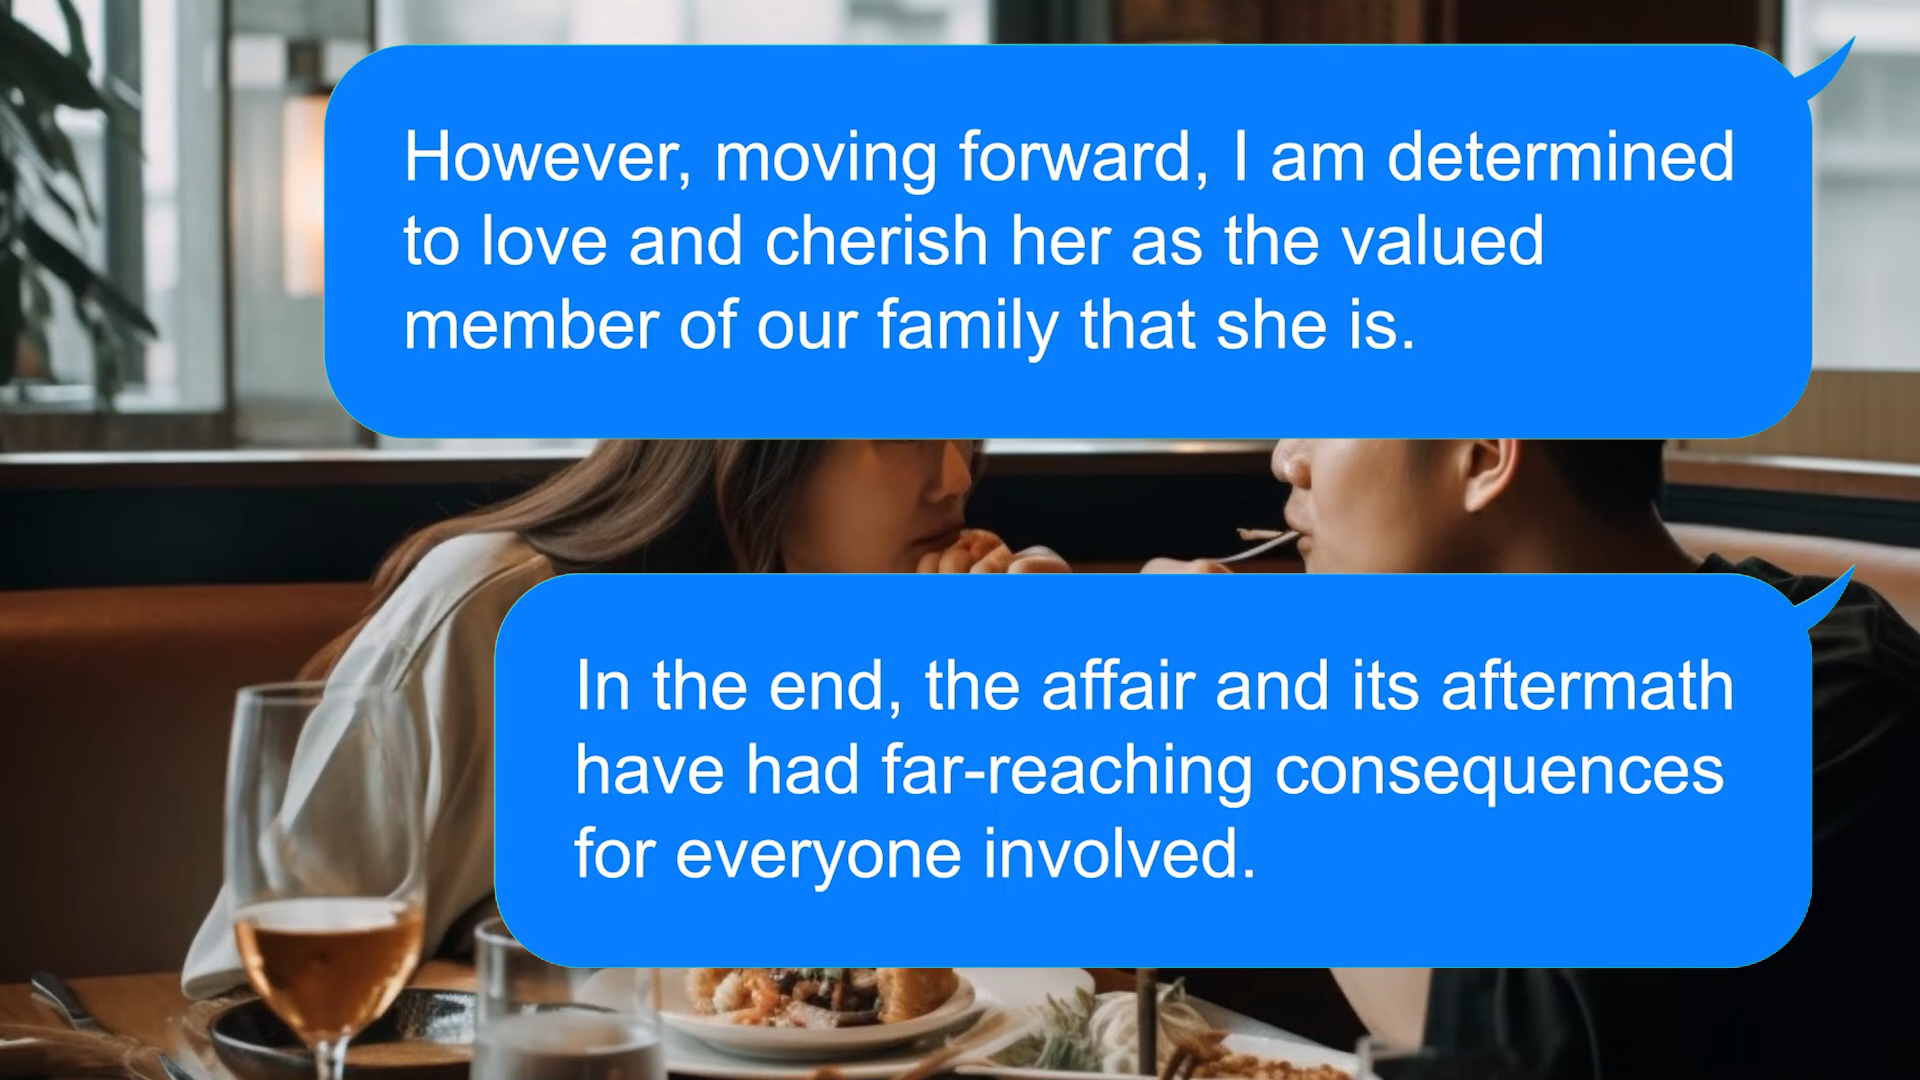 However, moving forward, I am determined
to love and cherish her as the valued
member of our family that she is.
In the end, the affair and its aftermath
have had far-reaching consequences
for everyone involved.